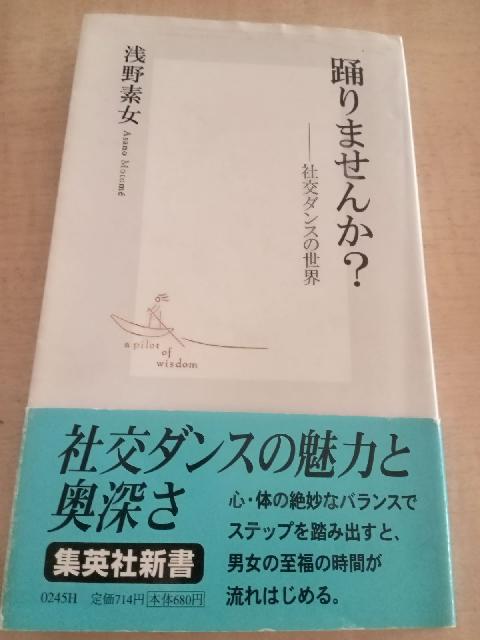 踊りませんか?
──社交ダンスの世界
浅野素女
Asano Motomé
a pilot
of
wisdom
社交ダンスの魅力と
奥深さ
集英社新書
0245H 定価714円 本体680円
心・体の絶妙なバランスで
ステップを踏み出すと、
男女の至福の時間が
流れはじめる。